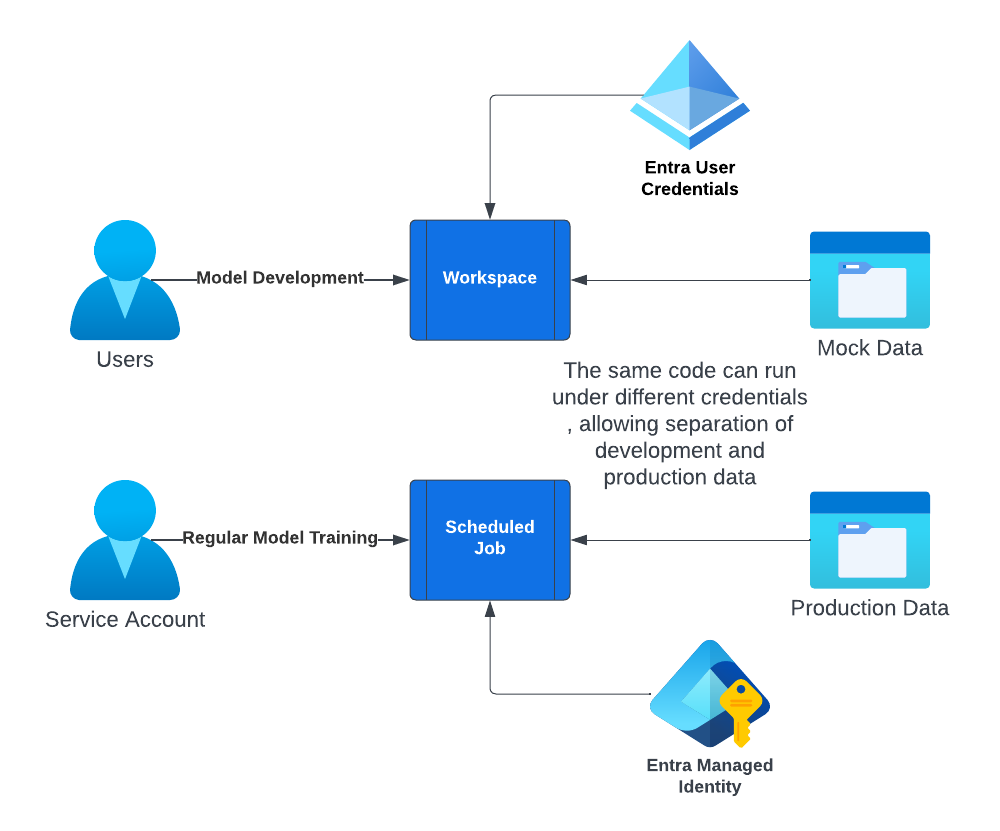 Entra User
Credentials
Model Development
Workspace
Users
Mock Data
The same code can run
under different credentials
, allowing separation of
development and
production data
Regular Model Training
Scheduled
Job
Service Account
Production Data
Entra Managed
Identity